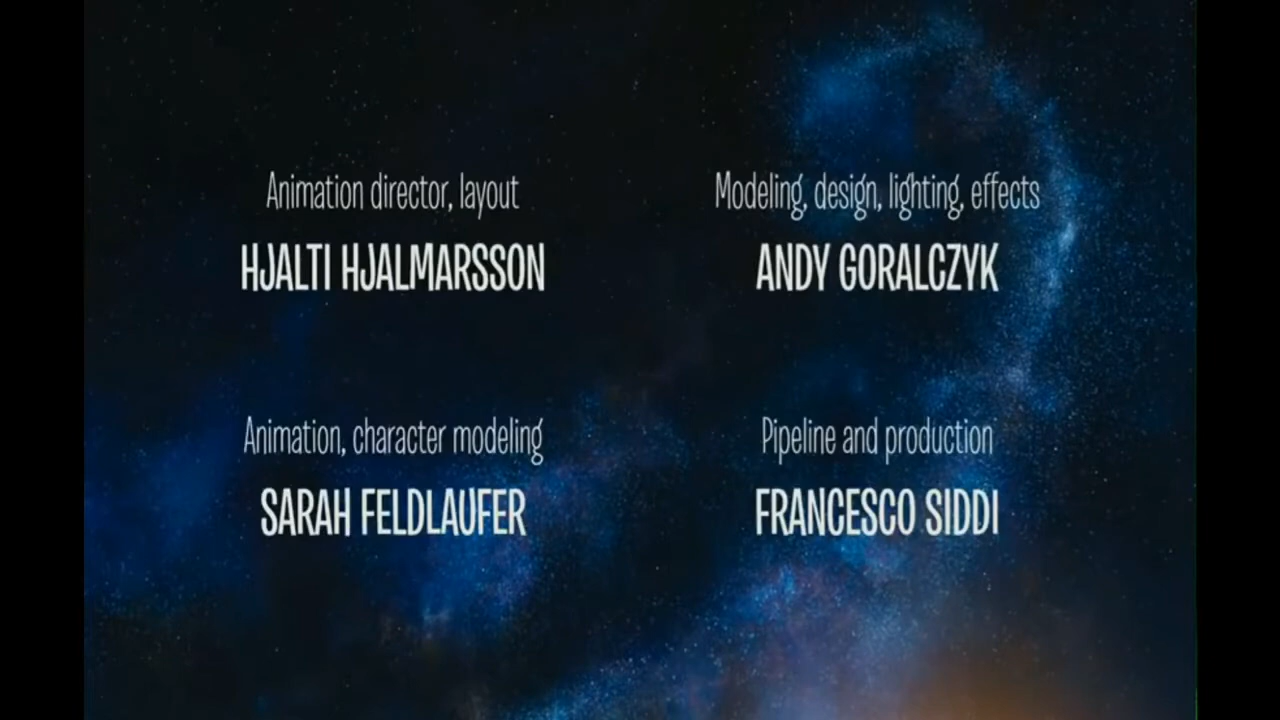 Animation director, layout
HJALTI HJALMARSSON
Modeling, design, lighting, effects
ANDY GORALCZYK
Animation, character modeling
SARAH FELDLAUFER
Pipeline and production
FRANCESCO SIDDI